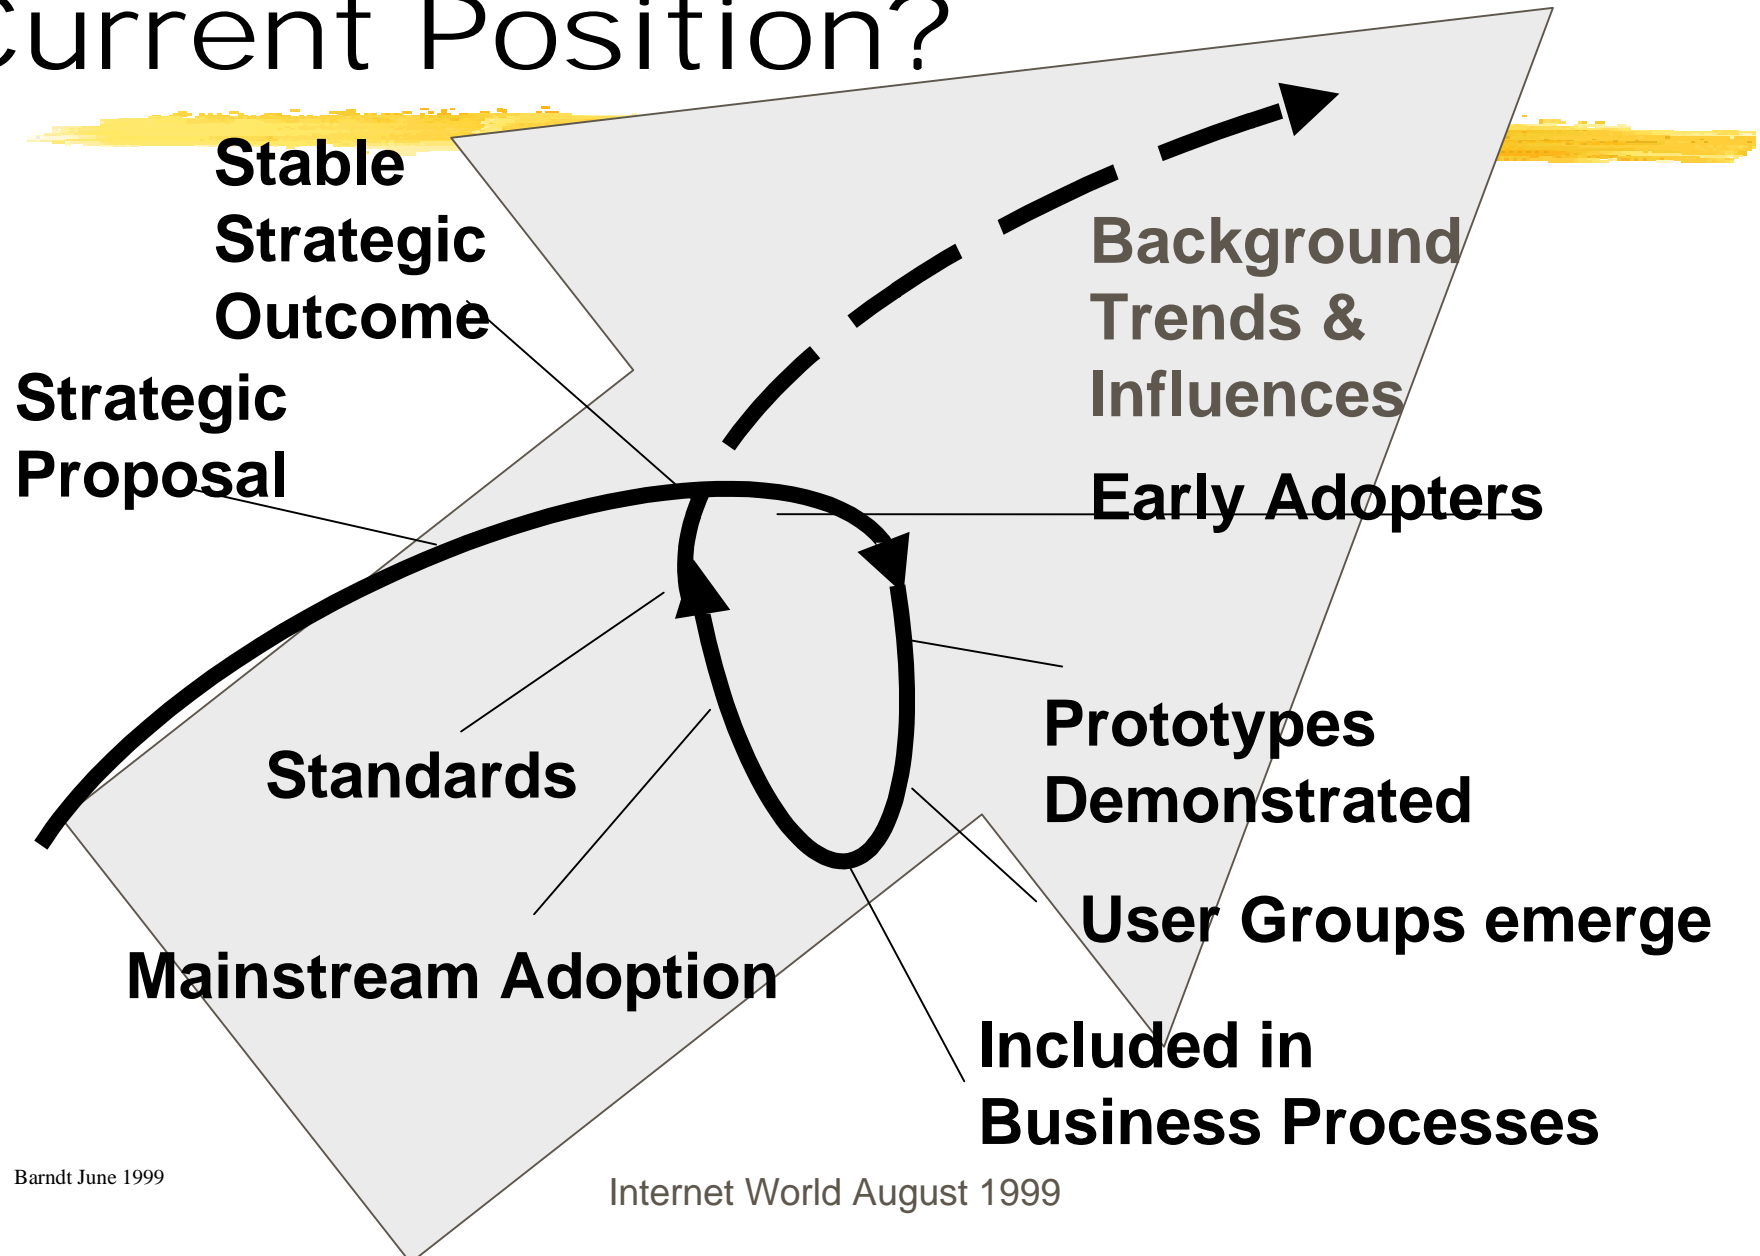 Current Position?
Stable
Strategic
Outcome
Strategic
Proposal
Background
Trends &
Influences
Early Adopters
Standards
Prototypes
Demonstrated
User Groups emerge
Mainstream Adoption
Included in
Business Processes
Barndt June 1999
Internet World August 1999